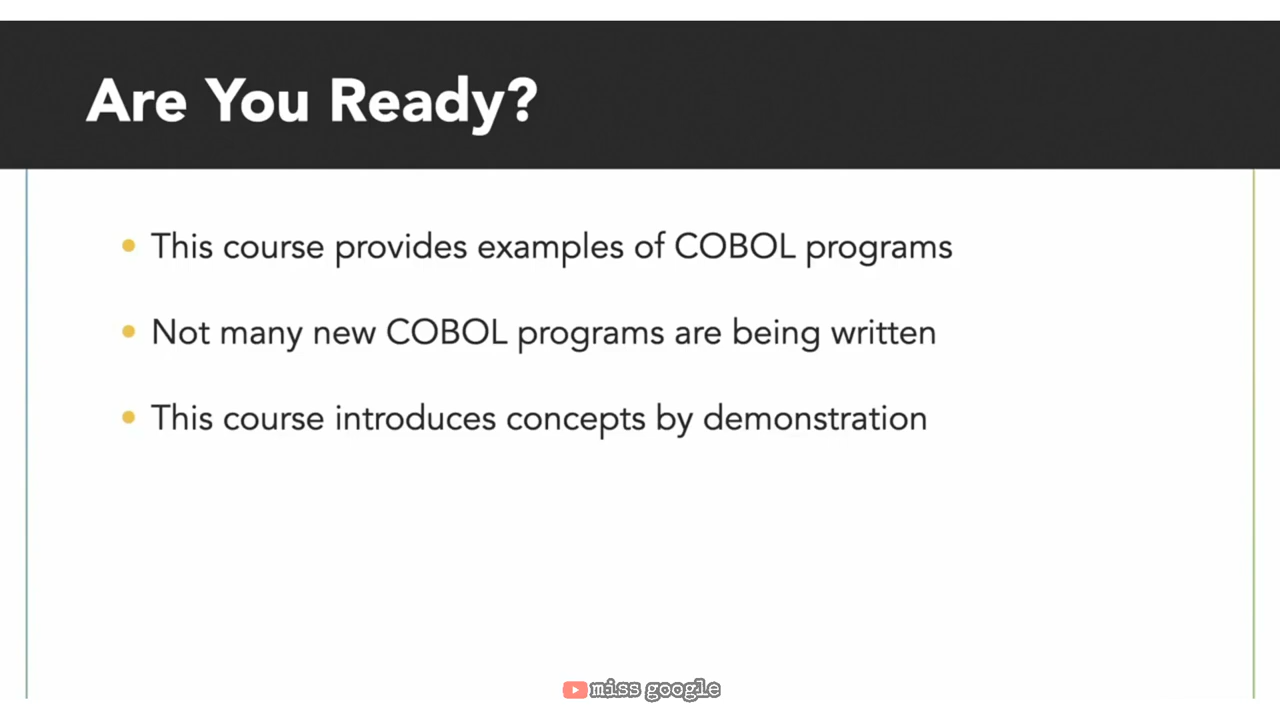 Are You Ready?
This course provides examples of COBOL programs
Not many new COBOL programs are being written
This course introduces concepts by demonstration
miss google